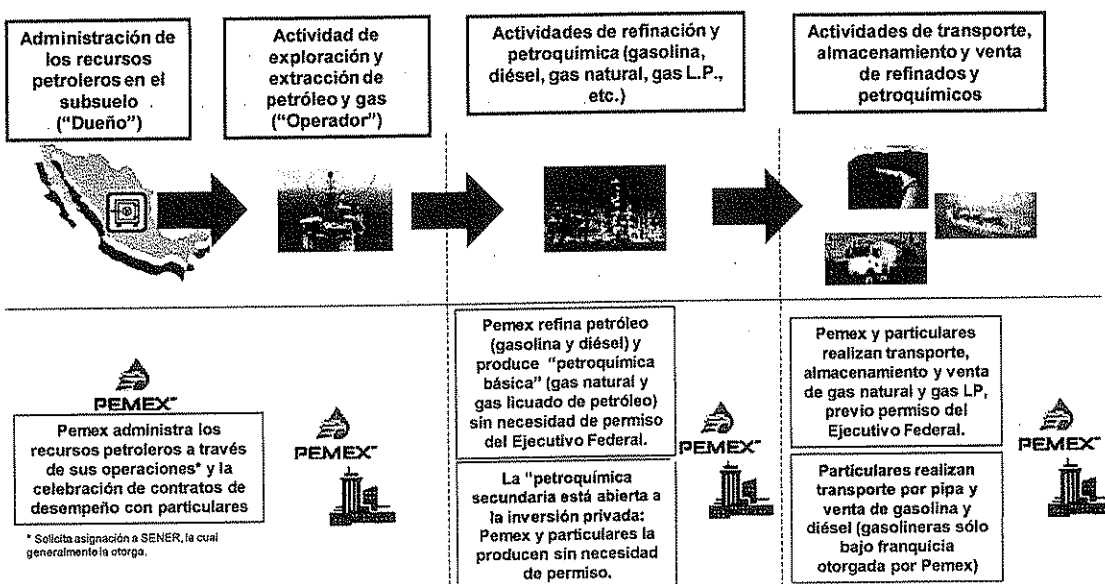 Administración de
los recursos
petroleros en el
subsuelo
("Dueño")
Actividad de
exploración y
extracción de
petróleo y gas
("Operador")
Actividades de refinación y
petroquímica (gasolina,
diésel, gas natural, gas L.P.,
etc.)
Actividades de transporte,
almacenamiento y venta
de refinados y
petroquímicos
PEMEX
Pemex administra los
recursos petroleros a través
de sus operaciones* y la
celebración de contratos de
desempeño con particulares
* Solicita asignación a SENER, la cual
generalmente la otorga.
PEMEX
Pemex refina petróleo
(gasolina y diésel) y
produce "petroquímica
básica" (gas natural y
gas licuado de petróleo)
sin necesidad de permiso
del Ejecutivo Federal.
La "petroquímica
secundaria está abierta a
la inversión privada:
Pemex y particulares la
producen sin necesidad
de permiso.
PEMEX
Pemex y particulares
realizan transporte,
almacenamiento y venta
de gas natural y gas LP,
previo permiso del
Ejecutivo Federal.
Particulares realizan
transporte por pipa y
venta de gasolina y
diésel (gasolineras sólo
bajo franquicia
otorgada por Pemex)
PEMEX